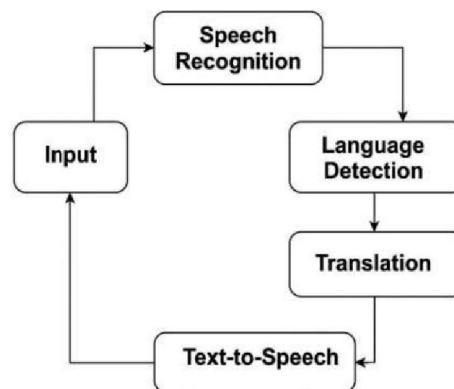 Speech
Recognition
Input
Language
Detection
Translation
Text-to-Speech